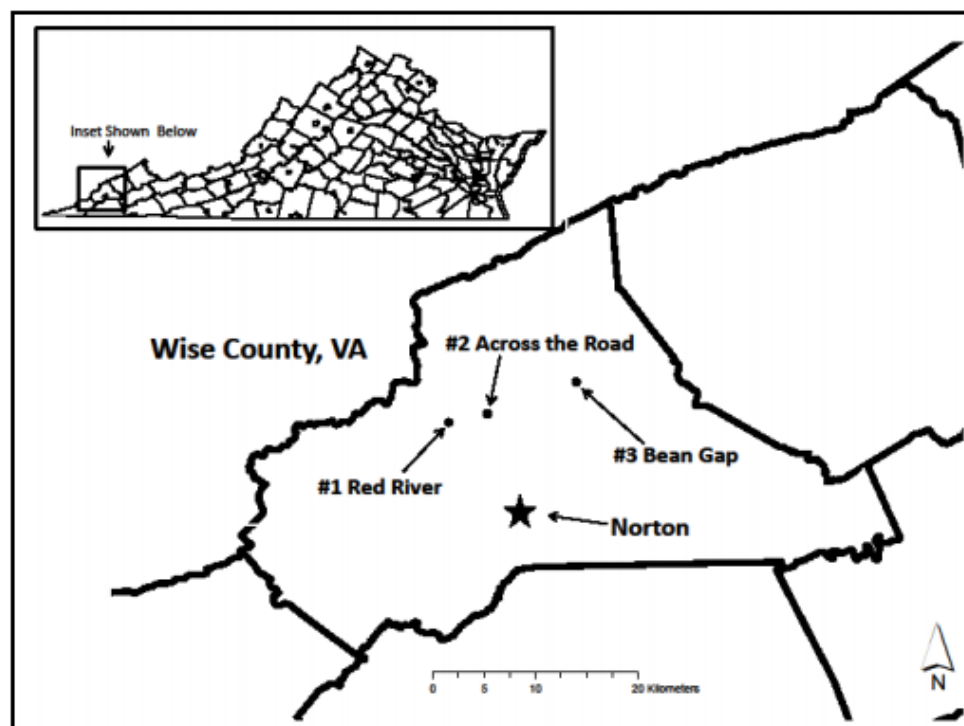 Inset Shown Below
Wise County, VA
#2 Across the Road
#3 Bean Gap
#1 Red River
Norton
0 5 10 20 Kilometers
N